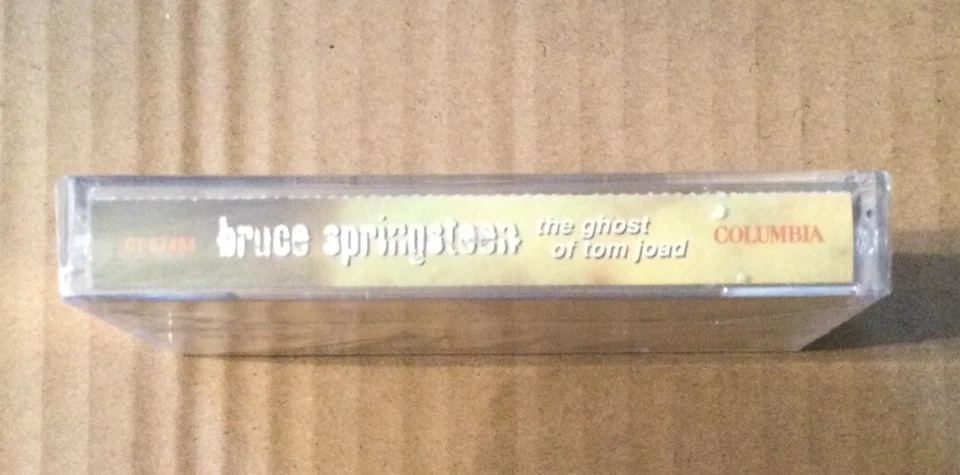 CT 67484
bruce springsteen
the ghost
of tom joad
COLUMBIA